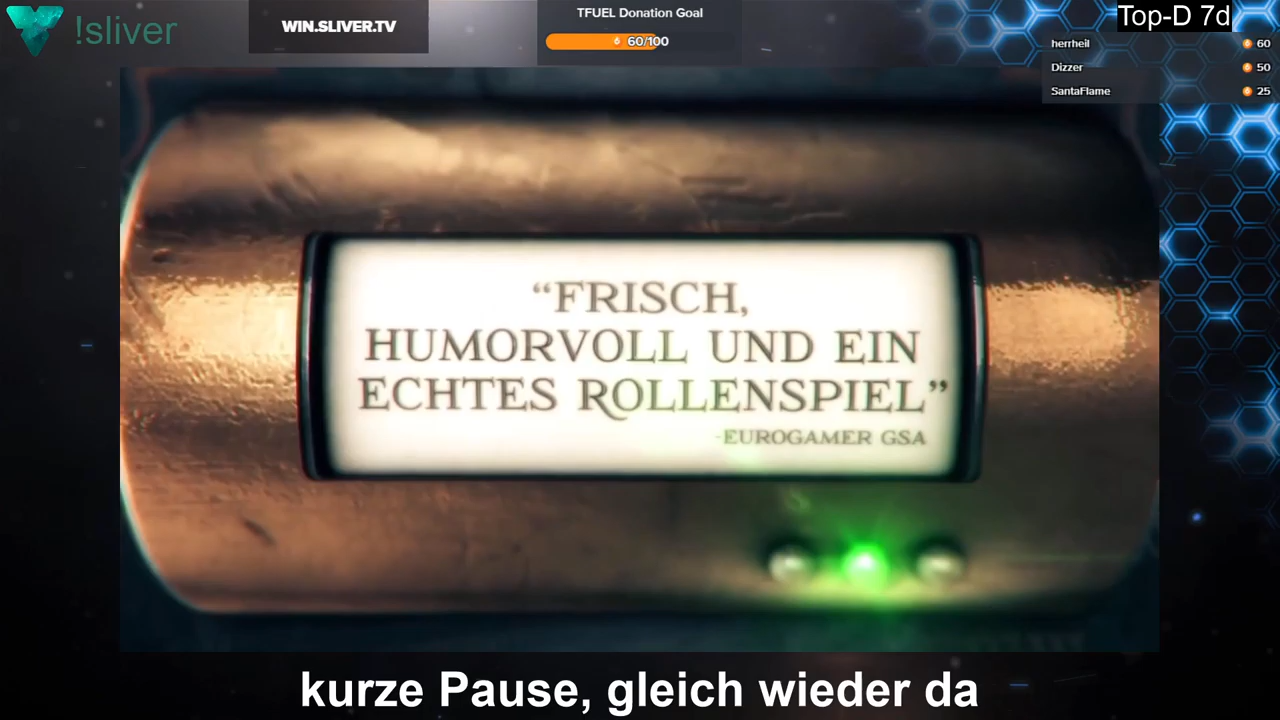 !sliver
WIN.SLIVER.TV
TFUEL Donation Goal
60/100
Top-D 7d
herrheil 60
Dizzer 50
SantaFlame 25
“FRISCH,
HUMORVOLL UND EIN
ECHTES ROLLENSPIEL”
-EUROGAMER GSA
kurze Pause, gleich wieder da